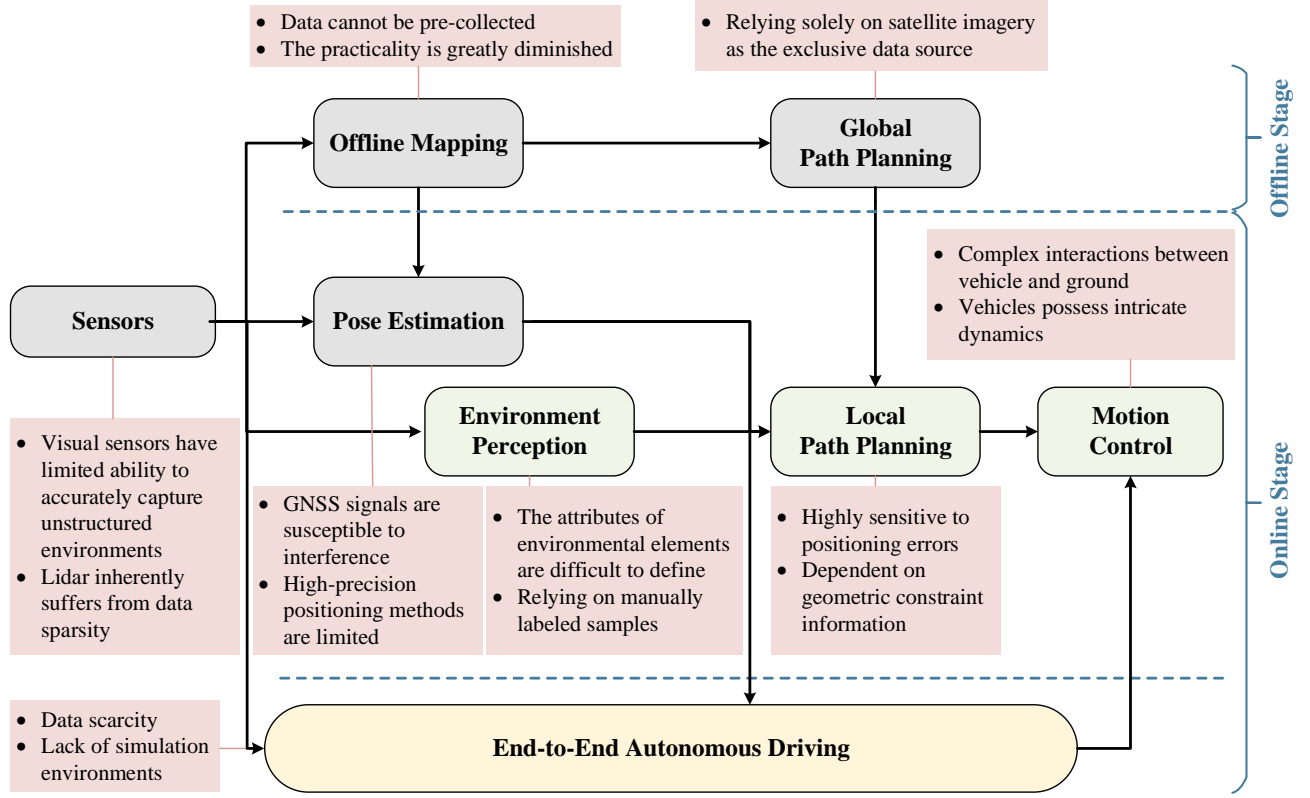 • Data cannot be pre-collected
• The practicality is greatly diminished
• Relying solely on satellite imagery
as the exclusive data source
Offline Mapping
Global
Path Planning
Offline Stage
• Complex interactions between
vehicle and ground
• Vehicles possess intricate
dynamics
Sensors
Pose Estimation
Environment
Perception
Local
Path Planning
Motion
Control
• Visual sensors have
limited ability to
accurately capture
unstructured
environments
• Lidar inherently
suffers from data
sparsity
• GNSS signals are
susceptible to
interference
• High-precision
positioning methods
are limited
• The attributes of
environmental elements
are difficult to define
• Relying on manually
labeled samples
• Highly sensitive to
positioning errors
• Dependent on
geometric constraint
information
Online Stage
• Data scarcity
• Lack of simulation
environments
End-to-End Autonomous Driving